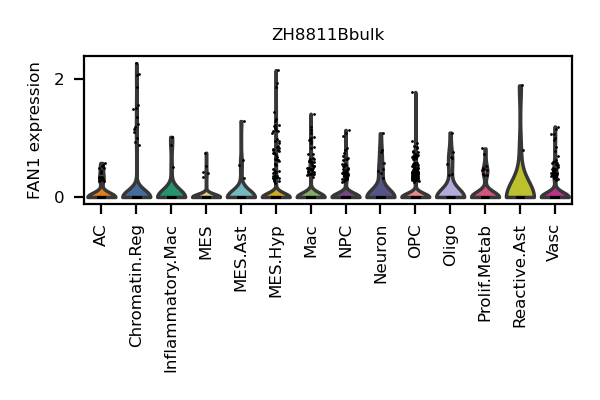 ZH8811Bbulk
FAN1 expression
2
0
AC
Chromatin.Reg
Inflammatory.Mac
MES
MES.Ast
MES.Hyp
Mac
NPC
Neuron
OPC
Oligo
Prolif.Metab
Reactive.Ast
Vasc